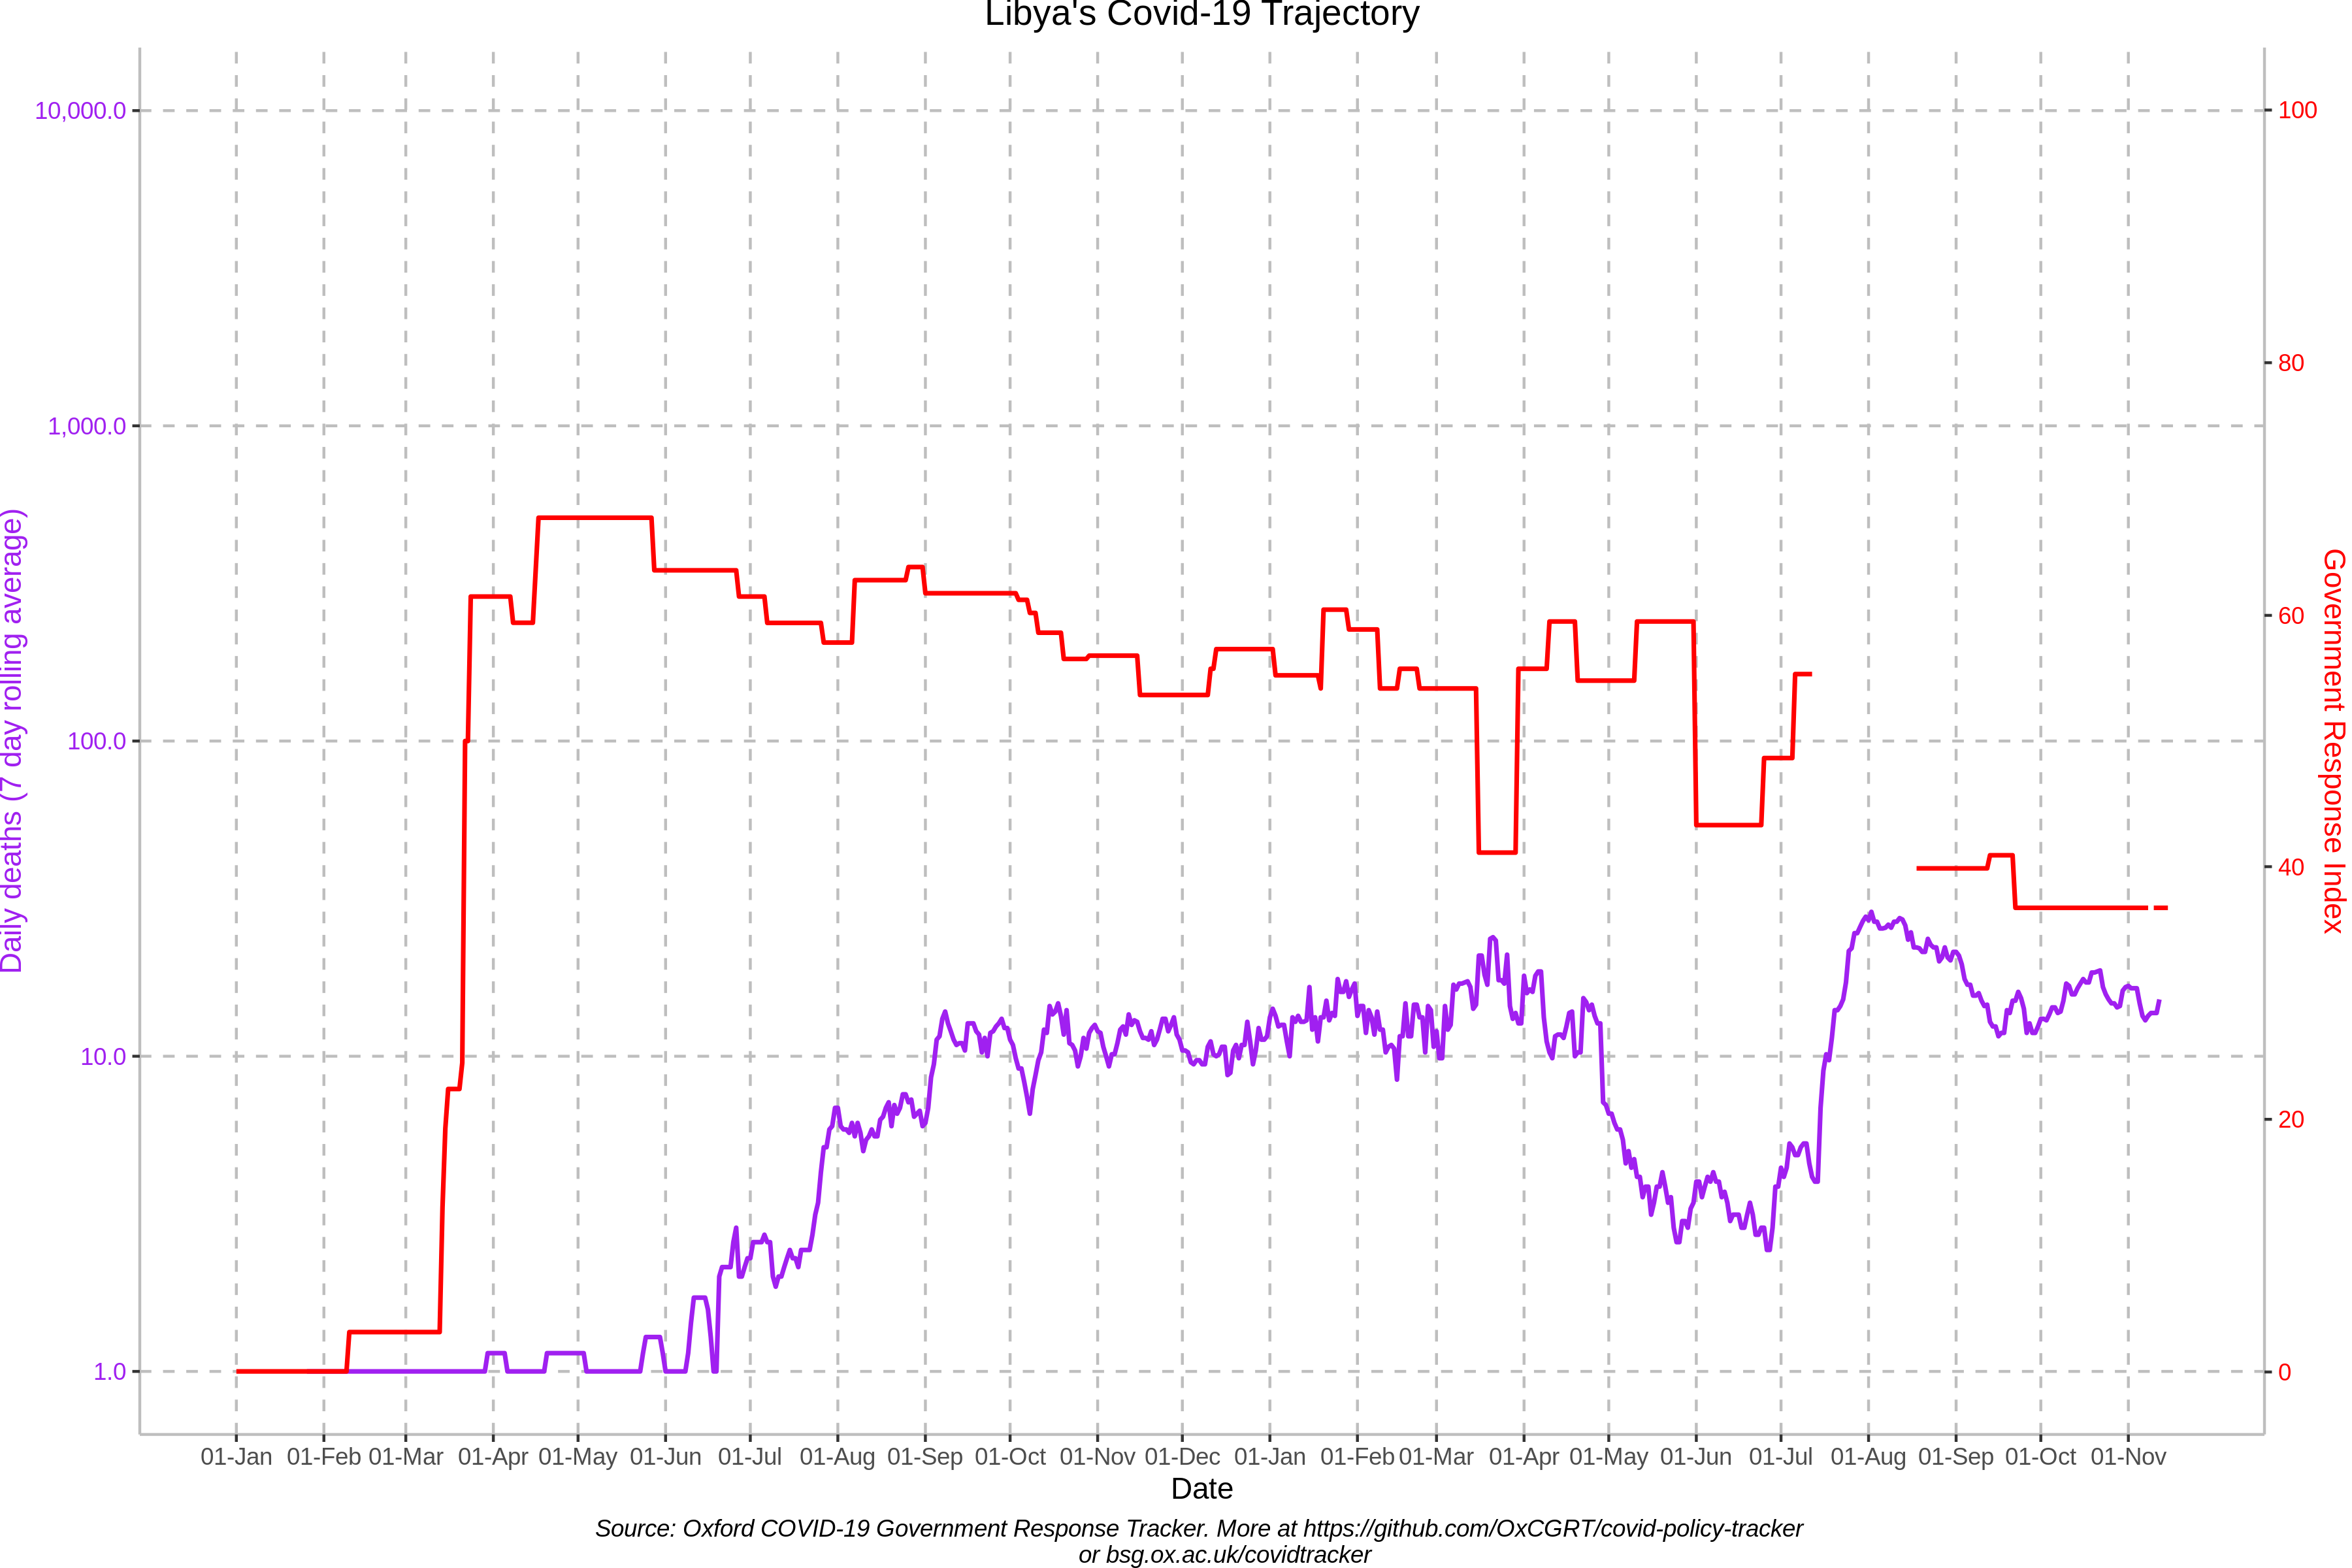 Libya's Covid-19 Trajectory
10,000.0
1,000.0
100.0
10.0
1.0
Daily deaths (7 day rolling average)
100
80
60
40
20
0
Government Response Index
01-Jan 01-Feb 01-Mar 01-Apr 01-May 01-Jun 01-Jul 01-Aug 01-Sep 01-Oct 01-Nov 01-Dec 01-Jan 01-Feb 01-Mar 01-Apr 01-May 01-Jun 01-Jul 01-Aug 01-Sep 01-Oct 01-Nov
Date
Source: Oxford COVID-19 Government Response Tracker. More at https://github.com/OxCGRT/covid-policy-tracker
or bsg.ox.ac.uk/covidtracker